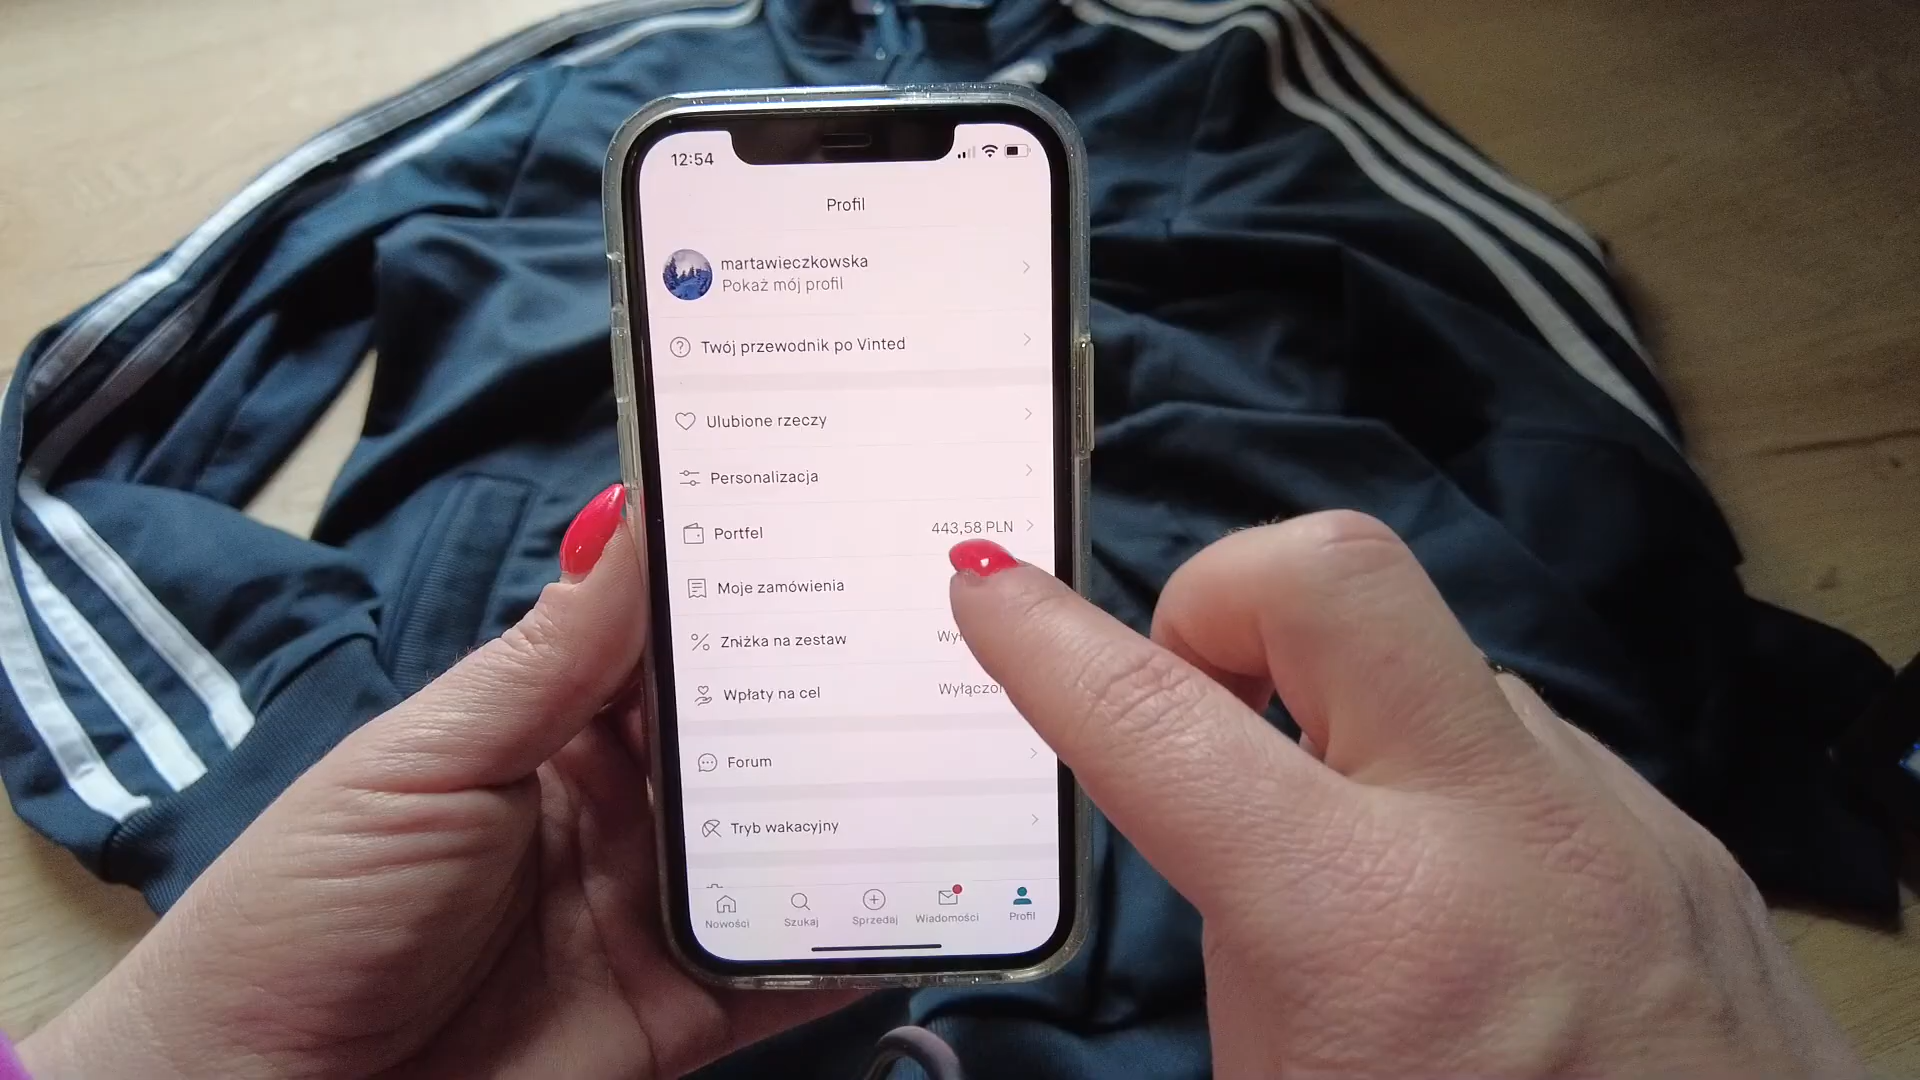 12:54
Profil
martawieczkowska
Pokaż mój profil
Twój przewodnik po Vinted
Ulubione rzeczy
Personalizacja
Portfel 443,58 PLN
Moje zamówienia
Zniżka na zestaw
Wpłaty na cel
Forum
Tryb wakacyjny
Nowości Szukaj Sprzedaj Wiadomości Profil